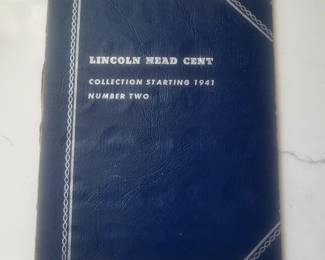 LINCOLN HEAD CENT
COLLECTION STARTING 1941
NUMBER TWO